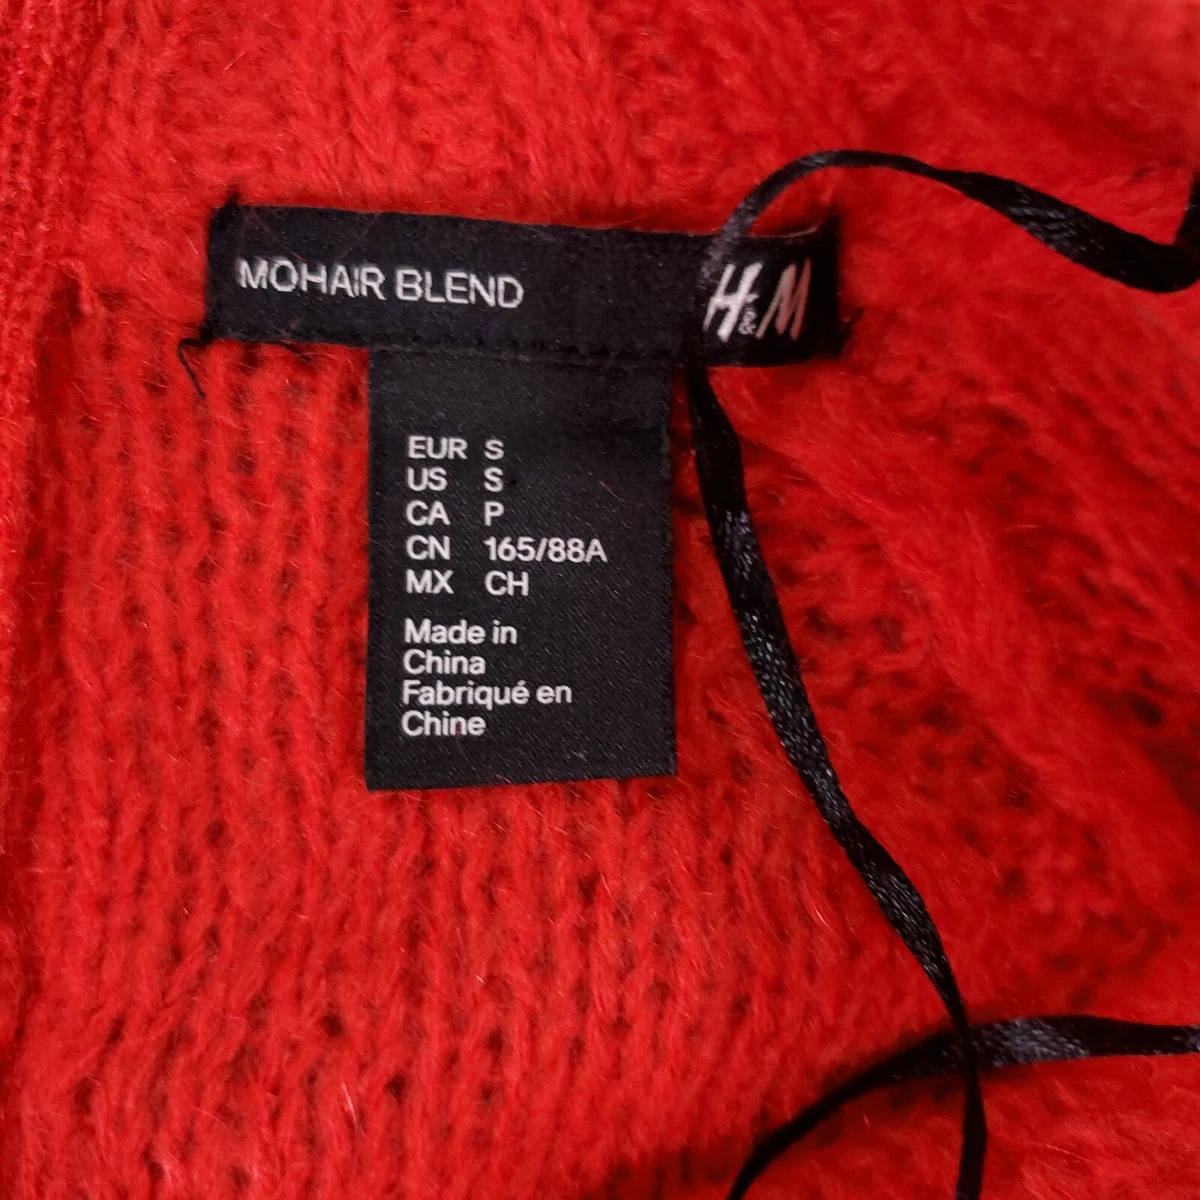 MOHAIR BLEND
H&M
EUR S
US S
CA P
CN 165/88A
MX CH
Made in
China
Fabriqué en
Chine